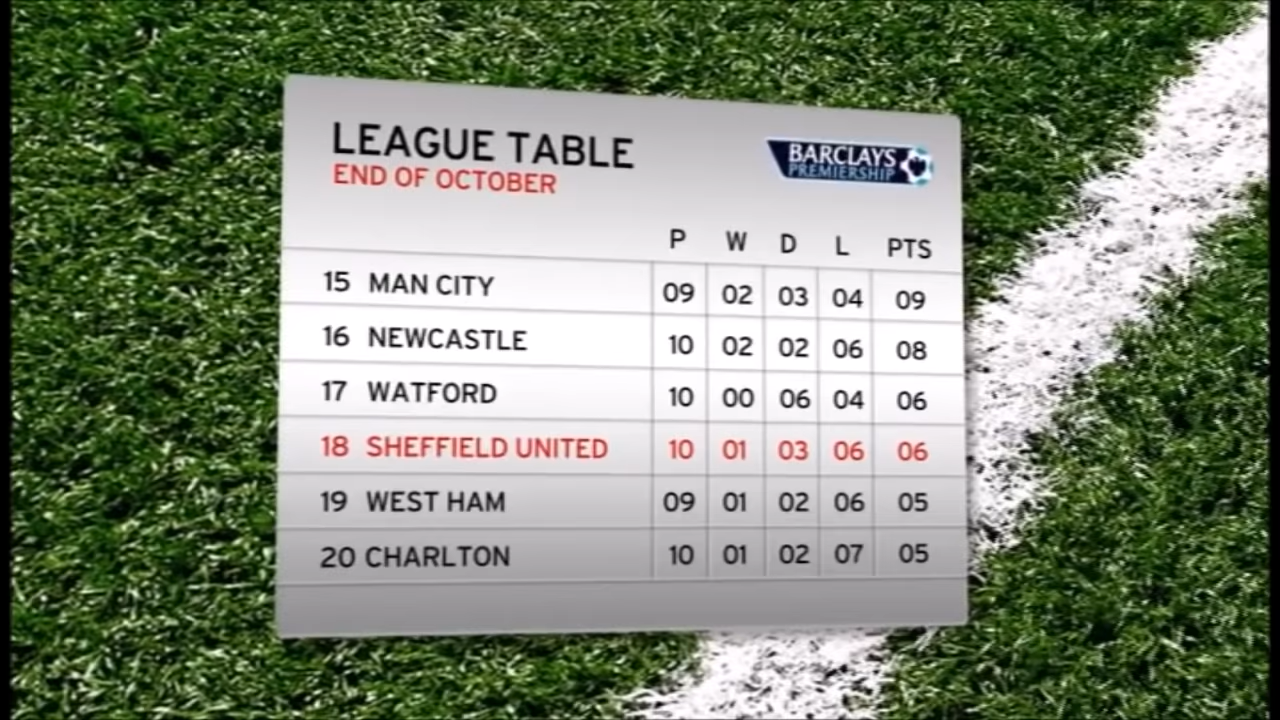 LEAGUE TABLE
END OF OCTOBER
BARCLAYS
PREMIERSHIP
P W D L PTS
15 MAN CITY 09 02 03 04 09
16 NEWCASTLE 10 02 02 06 08
17 WATFORD 10 00 06 04 06
18 SHEFFIELD UNITED 10 01 03 06 06
19 WEST HAM 09 01 02 06 05
20 CHARLTON 10 01 02 07 05